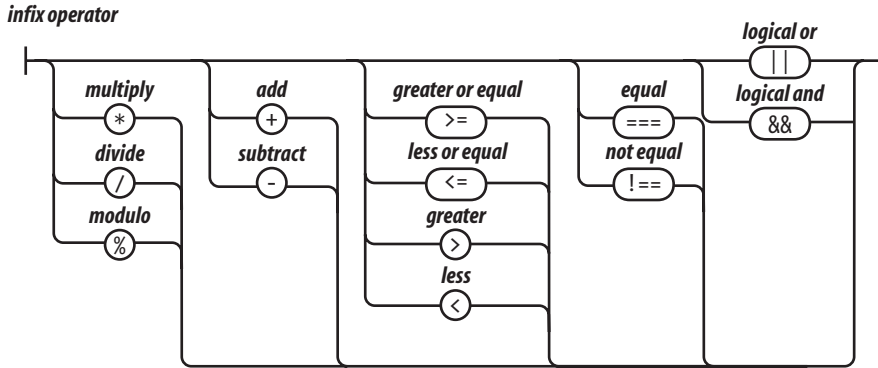 infix operator
logical or
||
multiply
add
greater or equal
equal
logical and
*
+
>=
===
&&
divide
subtract
less or equal
not equal
/
-
<=
!==
modulo
greater
%
>
less
<